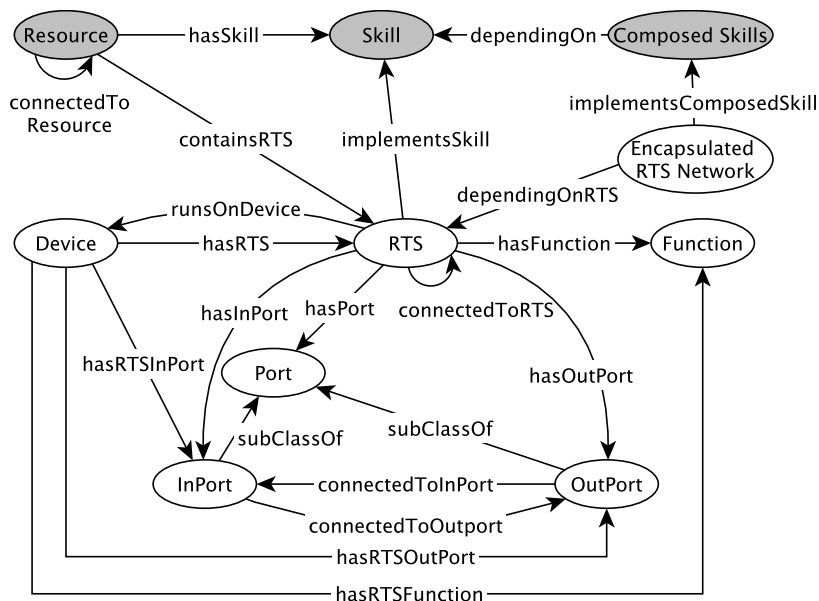 Resource
hasSkill
Skill
dependingOn
Composed Skills
connectedTo
Resource
implementsComposedSkill
containsRTS
implementsSkill
Encapsulated
RTS Network
dependingOnRTS
runsOnDevice
Device
hasRTS
RTS
hasFunction
Function
hasInPort
hasPort
connectedToRTS
hasRTSInPort
Port
hasOutPort
subClassOf
subClassOf
InPort
connectedToInPort
OutPort
connectedToOutport
hasRTSOutPort
hasRTSFunction